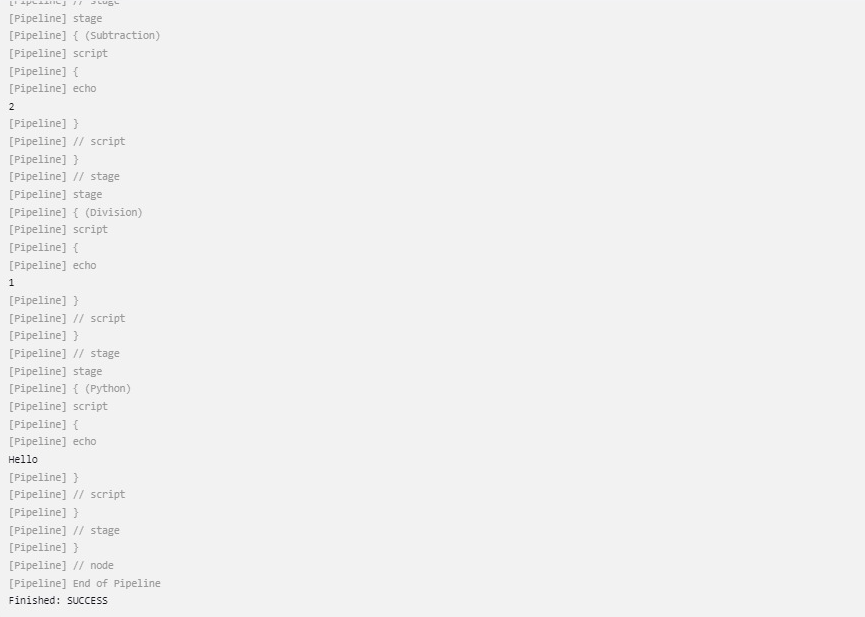 [Pipeline] // stage
[Pipeline] stage
[Pipeline] { (Subtraction)
[Pipeline] script
[Pipeline] {
[Pipeline] echo
2
[Pipeline] }
[Pipeline] // script
[Pipeline] }
[Pipeline] // stage
[Pipeline] stage
[Pipeline] { (Division)
[Pipeline] script
[Pipeline] {
[Pipeline] echo
1
[Pipeline] }
[Pipeline] // script
[Pipeline] }
[Pipeline] // stage
[Pipeline] stage
[Pipeline] { (Python)
[Pipeline] script
[Pipeline] {
[Pipeline] echo
Hello
[Pipeline] }
[Pipeline] // script
[Pipeline] }
[Pipeline] // stage
[Pipeline] }
[Pipeline] // node
[Pipeline] End of Pipeline
Finished: SUCCESS